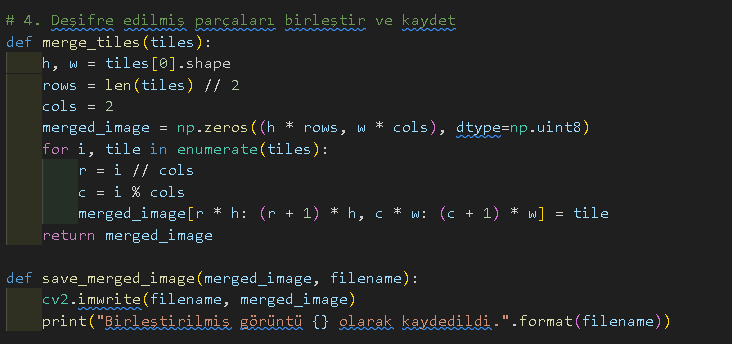 # 4. Deşifre edilmiş parçaları birleştir ve kaydet
def merge_tiles(tiles):
    h, w = tiles[0].shape
    rows = len(tiles) // 2
    cols = 2
    merged_image = np.zeros((h * rows, w * cols), dtype=np.uint8)
    for i, tile in enumerate(tiles):
        r = i // cols
        c = i % cols
        merged_image[r * h: (r + 1) * h, c * w: (c + 1) * w] = tile
    return merged_image

def save_merged_image(merged_image, filename):
    cv2.imwrite(filename, merged_image)
    print("Birleştirilmiş görüntü {} olarak kaydedildi.".format(filename))